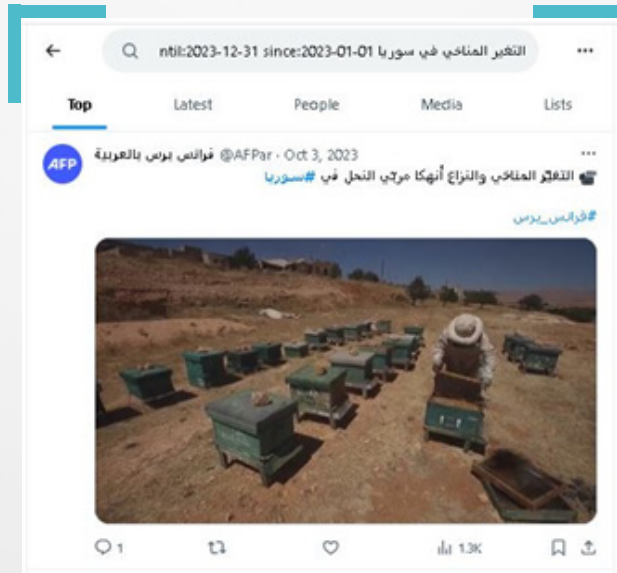 التغير المناخي في سوريا ntil:2023-12-31 since:2023-01-01
Top Latest People Media Lists
AFP
فرانس برس بالعربية @AFPar · Oct 3, 2023
التغيّر المناخي والنزاع أنهكا مربّي النحل في #سوريا
#فرانس_برس
1 1.3K